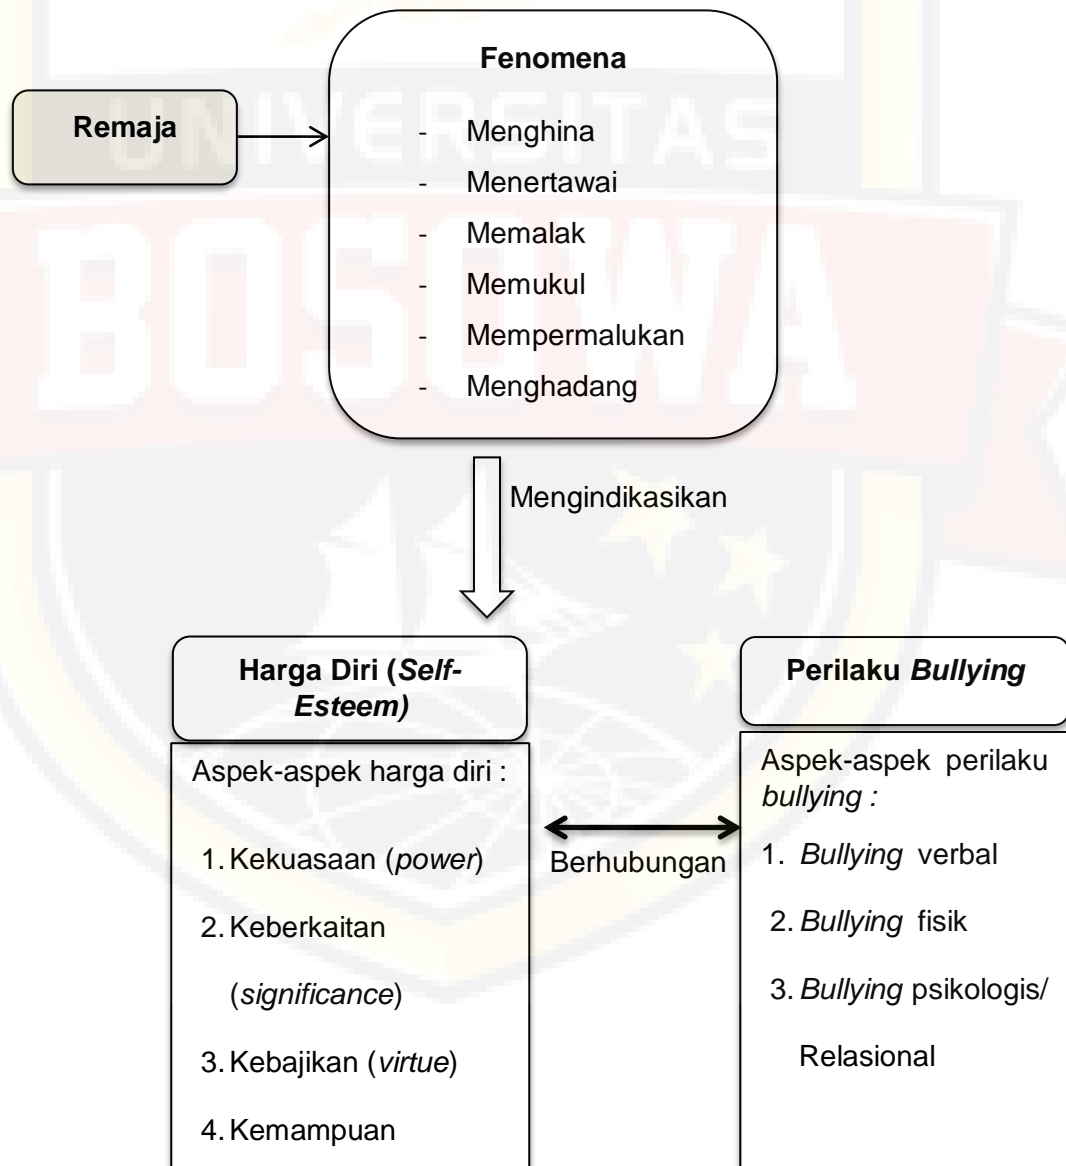 UNIVERSITAS
BOSOWA
Remaja
Fenomena
- Menghina
- Menertawai
- Memalak
- Memukul
- Mempermalukan
- Menghadang
Mengindikasikan
Harga Diri (Self-
Esteem)
Aspek-aspek harga diri :
1. Kekuasaan (power)
2. Keberkaitan
(significance)
3. Kebajikan (virtue)
4. Kemampuan
Berhubungan
Perilaku Bullying
Aspek-aspek perilaku
bullying :
1. Bullying verbal
2. Bullying fisik
3. Bullying psikologis/
Relasional